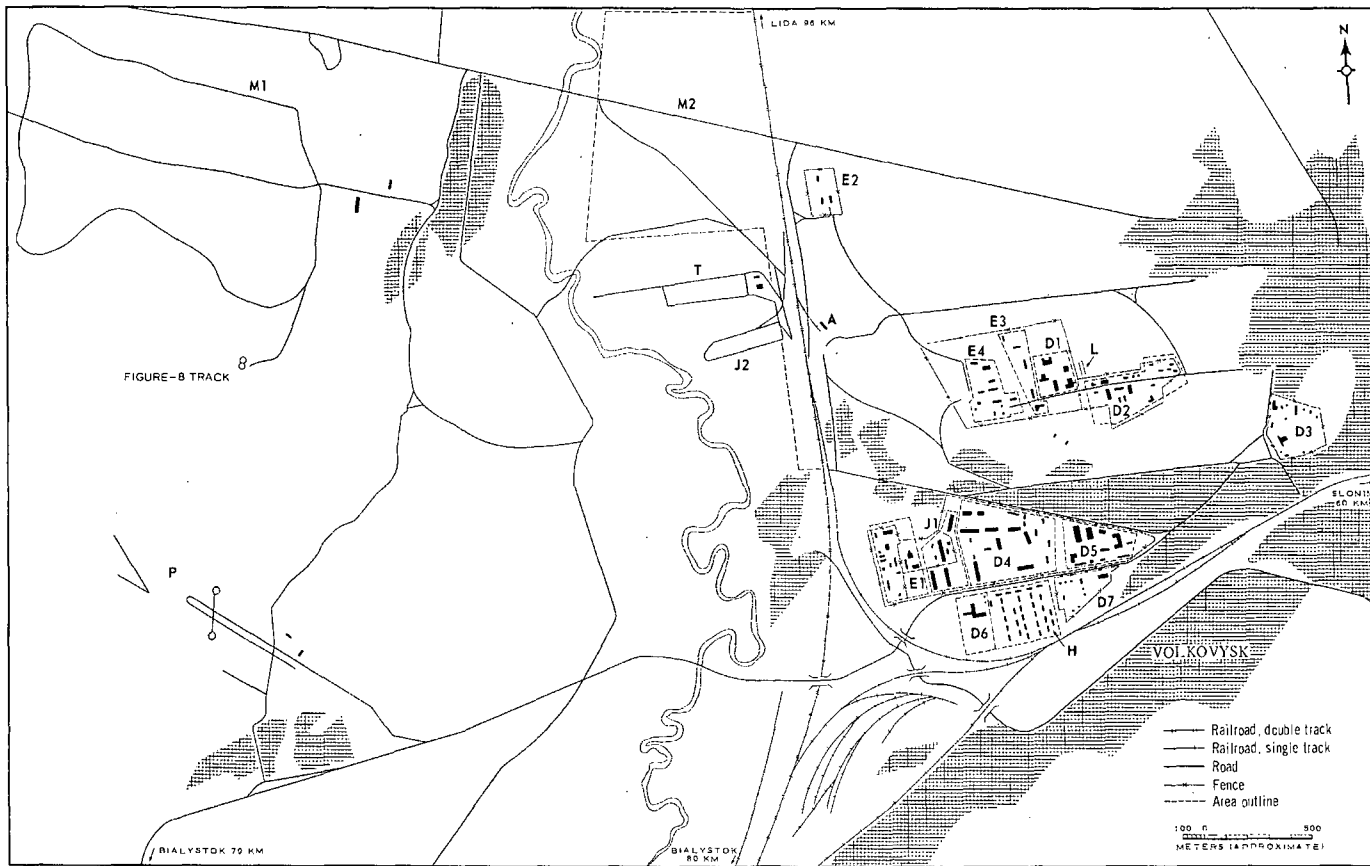 LIDA 96 KM
N
M1
M2
E2
T
A
J2
FIGURE-8 TRACK
8
E3
D1
L
E4
D2
D3
SLONIM
60 KM
J1
D4
D5
E1
D7
D6
H
P
VOLKOVYSK
Railroad, double track
Railroad, single track
Road
Fence
Area outline
100 0 500
METERS (APPROXIMATE)
BIALYSTOK 79 KM
BIALYSTOK
80 KM